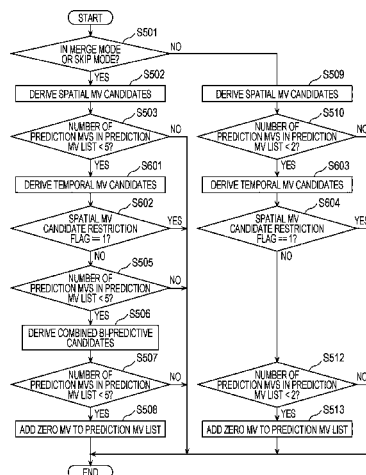 START
S501
IN MERGE MODE
OR SKIP MODE?
NO
YES
S502
DERIVE SPATIAL MV CANDIDATES
S503
NUMBER OF
PREDICTION MVS IN PREDICTION
MV LIST < 5?
NO
YES
S601
DERIVE TEMPORAL MV CANDIDATES
S602
SPATIAL MV
CANDIDATE RESTRICTION
FLAG == 1?
YES
NO
S505
NUMBER OF
PREDICTION MVS IN PREDICTION
MV LIST < 5?
NO
YES
S506
DERIVE COMBINED BI-PREDICTIVE
CANDIDATES
S507
NUMBER OF
PREDICTION MVS IN PREDICTION
MV LIST < 5?
NO
YES
S508
ADD ZERO MV TO PREDICTION MV LIST
S509
DERIVE SPATIAL MV CANDIDATES
S510
NUMBER OF
PREDICTION MVS IN PREDICTION
MV LIST < 2?
NO
YES
S603
DERIVE TEMPORAL MV CANDIDATES
S604
SPATIAL MV
CANDIDATE RESTRICTION
FLAG == 1?
YES
NO
S512
NUMBER OF
PREDICTION MVS IN PREDICTION
MV LIST < 2?
NO
YES
S513
ADD ZERO MV TO PREDICTION MV LIST
END